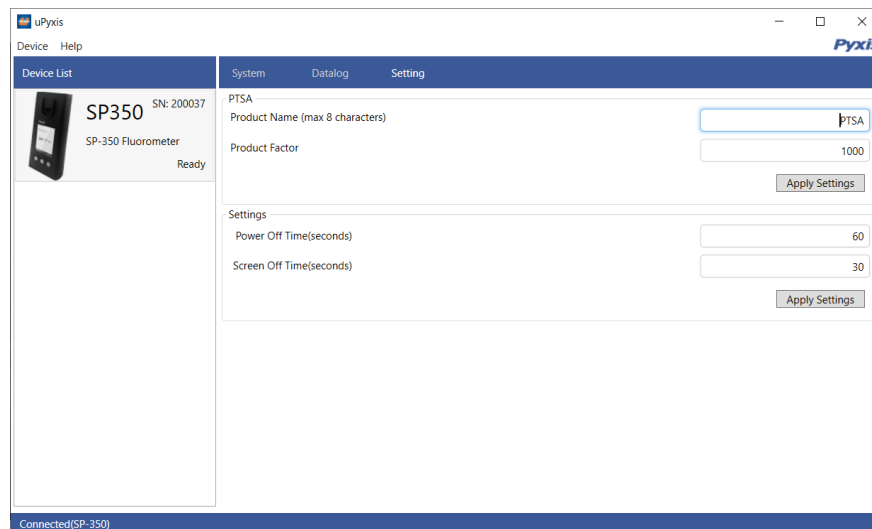 uPyxis
Device Help
Device List
SP350 SN: 200037
SP-350 Fluorometer
Ready
System Datalog Setting
PTSA
Product Name (max 8 characters) PTSA
Product Factor 1000
Apply Settings
Settings
Power Off Time(seconds) 60
Screen Off Time(seconds) 30
Apply Settings
Connected(SP-350)